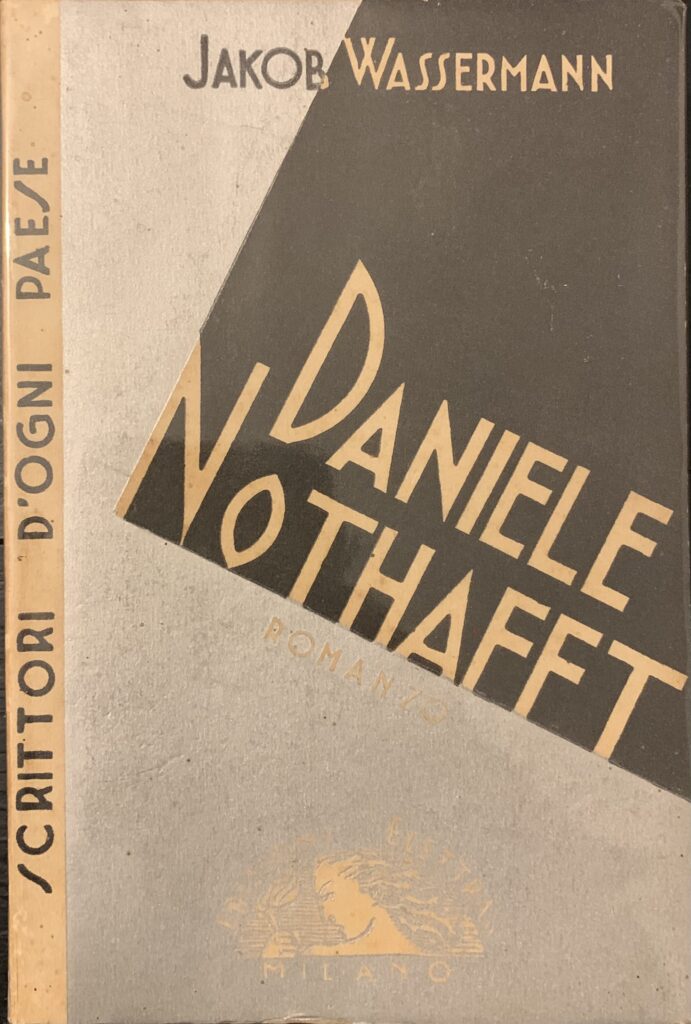 JAKOB WASSERMANN
DANIELE
NOTHAFFT
ROMANZO
MILANO
SCRITTORI D'OGNI PAESE